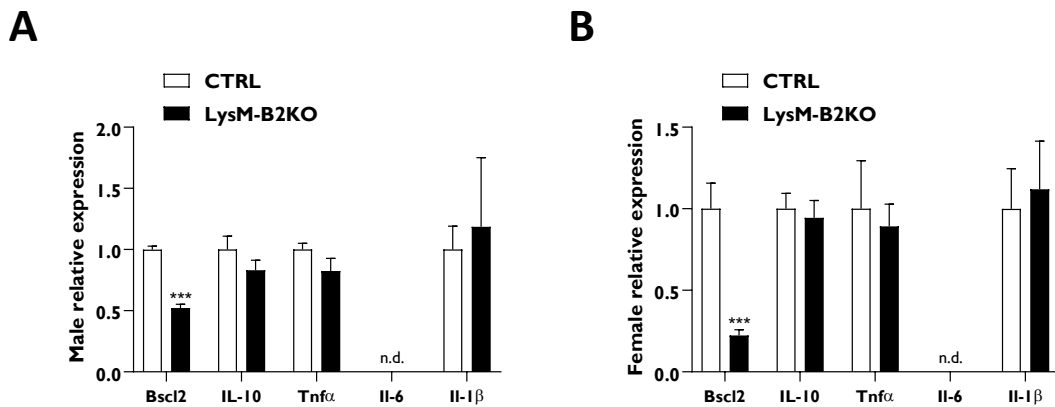 A
CTRL
LysM-B2KO
Male relative expression
2.0
1.5
1.0
0.5
0.0
***
n.d.
Bscl2 IL-10 Tnfα Il-6 Il-1β
B
CTRL
LysM-B2KO
Female relative expression
1.5
1.0
0.5
0.0
***
n.d.
Bscl2 IL-10 Tnfα Il-6 Il-1β